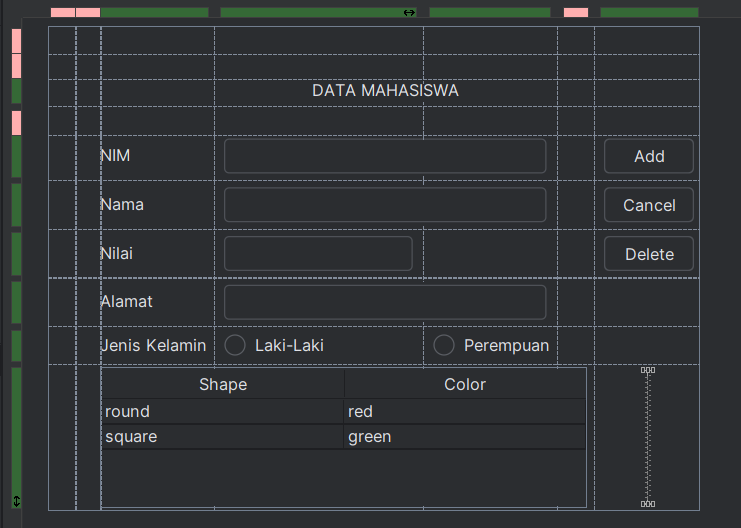 DATA MAHASISWA
NIM Add
Nama Cancel
Nilai Delete
Alamat
Jenis Kelamin Laki-Laki Perempuan
Shape Color
round red
square green